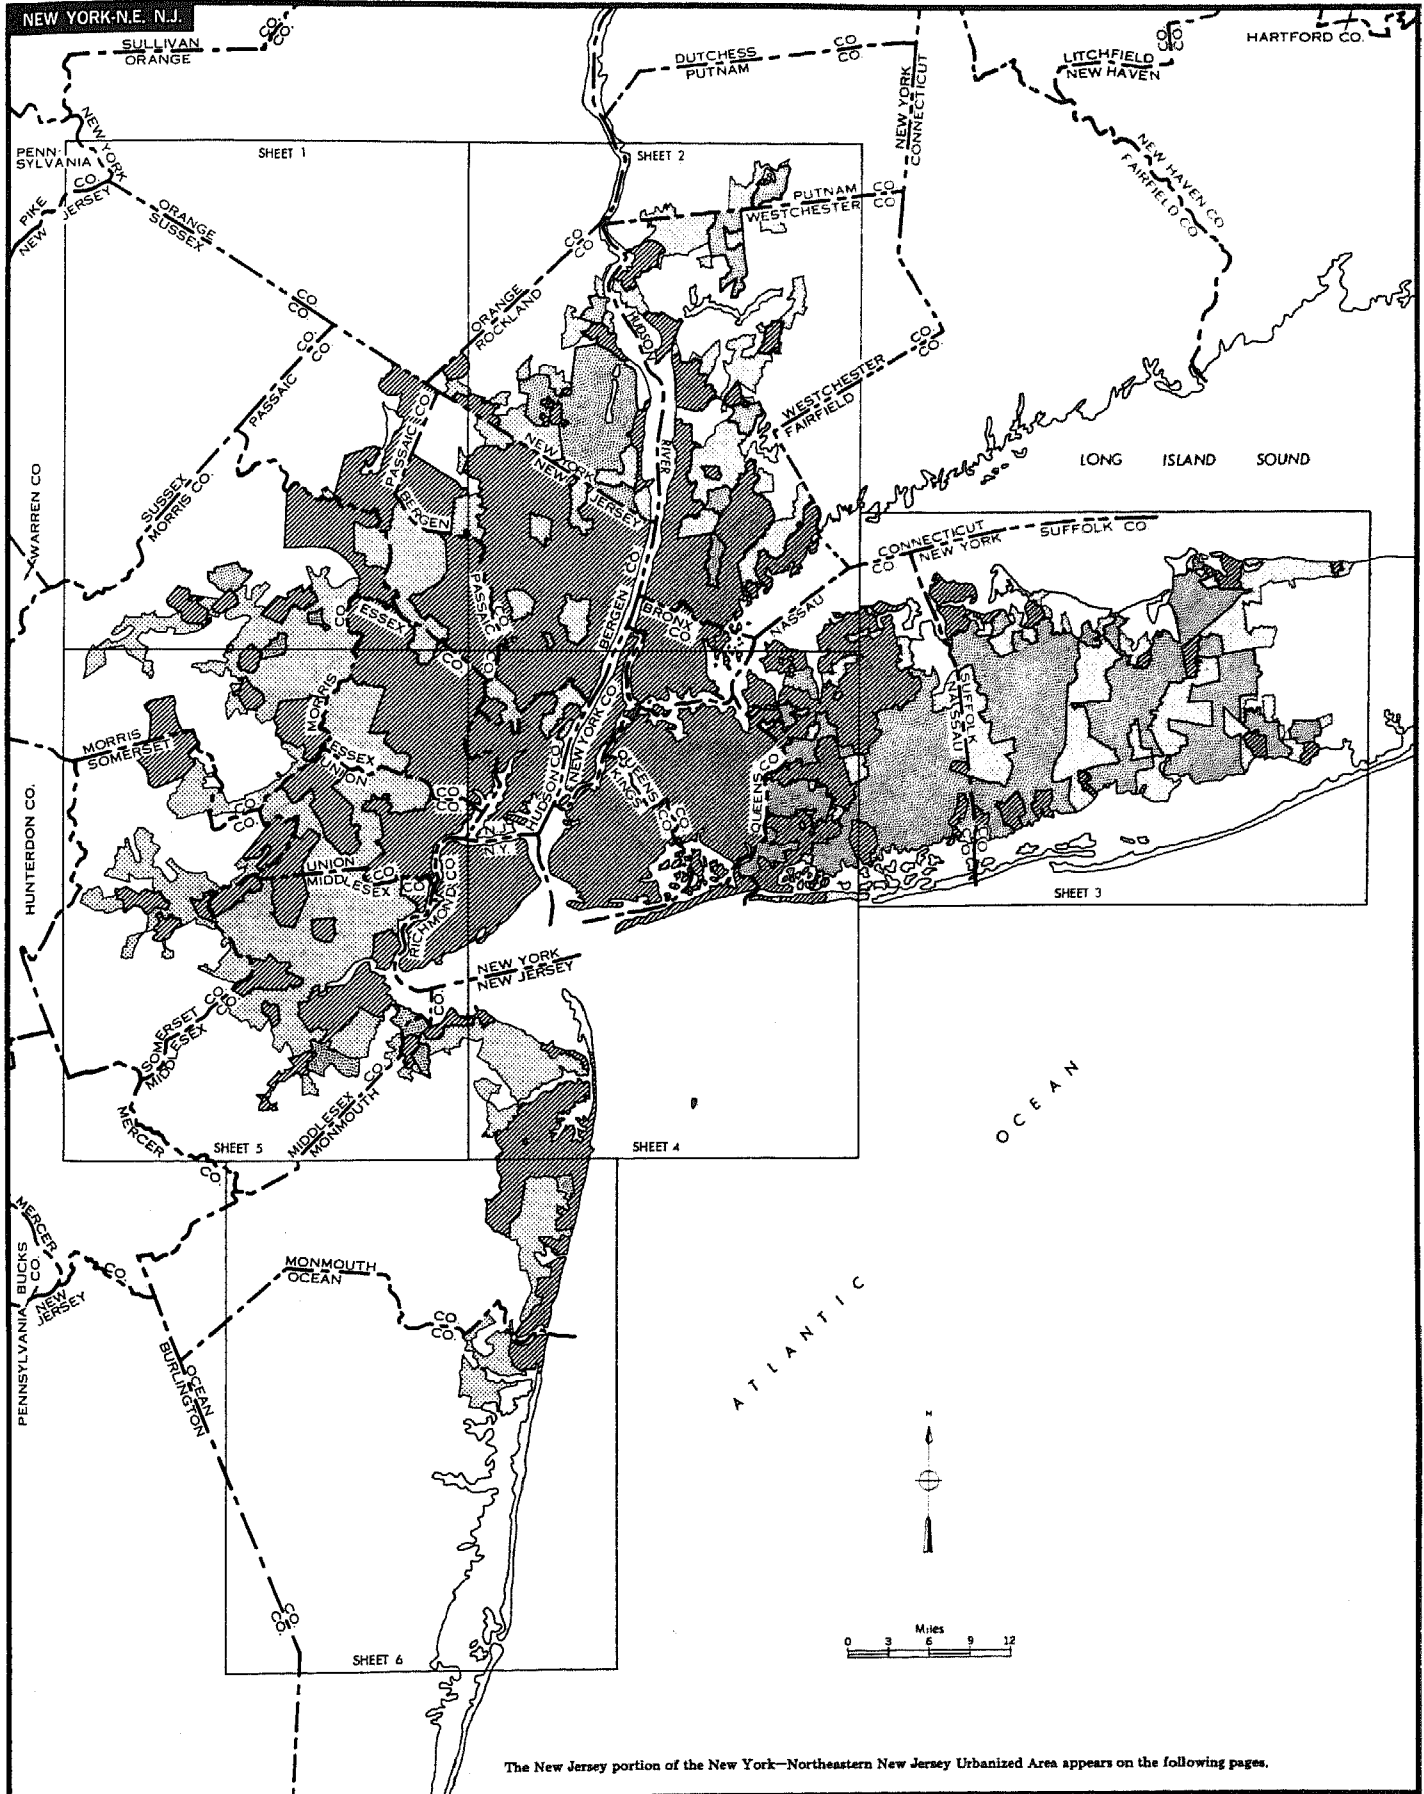 NEW YORK-N.E. N.J.
SULLIVAN
ORANGE
CO.
CO.
DUTCHESS
PUTNAM
CO
CO.
NEW YORK
CONNECTICUT
LITCHFIELD
NEW HAVEN
CO.
CO.
HARTFORD CO.
NEW HAVEN CO
FAIRFIELD CO.
PENN-
SYLVANIA
NEW YORK
CO.
JERSEY
PIKE
NEW
SHEET 1
SHEET 2
ORANGE
SUSSEX
CO.
CO.
PUTNAM
WESTCHESTER
CO
CO.
CO.
CO.
ORANGE
ROCKLAND
HUDSON
RIVER
CO.
CO.
PASSAIC
SUSSEX
MORRIS CO.
WARREN CO
WESTCHESTER
FAIRFIELD
CO.
CO.
PASSAIC CO.
BERGEN
NEW YORK
NEW JERSEY
LONG ISLAND SOUND
CONNECTICUT
NEW YORK
SUFFOLK CO
CO.
NASSAU
PASSAIC
CO.
ESSEX
CO.
CO.
BERGEN CO.
BRONX
CO.
MORRIS
SUFFOLK
NASSAU
CO.
CO.
MORRIS
SOMERSET
ESSEX
UNION
CO.
CO.
CO.
CO.
HUDSON CO.
NEW YORK CO.
QUEENS
KINGS
CO.
CO.
QUEENS CO.
N.J.
N.Y.
HUNTERDON CO.
UNION
MIDDLESEX
CO.
CO.
RICHMOND CO.
SHEET 3
NEW YORK
NEW JERSEY
CO.
SOMERSET
MIDDLESEX
CO.
CO.
MIDDLESEX
MONMOUTH
CO.
MERCER
CO.
SHEET 5
SHEET 4
OCEAN
ATLANTIC
MERCER
CO.
BUCKS
CO.
NEW
JERSEY
PENNSYLVANIA
MONMOUTH
OCEAN
CO.
CO.
OCEAN
BURLINGTON
CO.
CO.
N
Miles
0 3 6 9 12
SHEET 6
The New Jersey portion of the New York—Northeastern New Jersey Urbanized Area appears on the following pages.